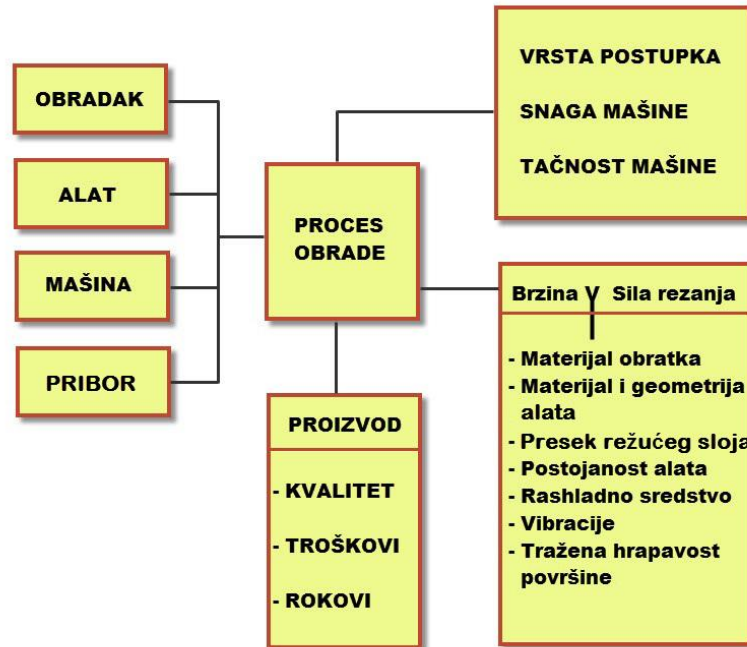 OBRADAK
ALAT
MAŠINA
PRIBOR
PROCES
OBRADE
VRSTA POSTUPKA
SNAGA MAŠINE
TAČNOST MAŠINE
PROIZVOD
- KVALITET
- TROŠKOVI
- ROKOVI
Brzina V Sila rezanja
- Materijal obratka
- Materijal i geometrija
alata
- Presek režućeg sloja
- Postojanost alata
- Rashladno sredstvo
- Vibracije
- Tražena hrapavost
površine